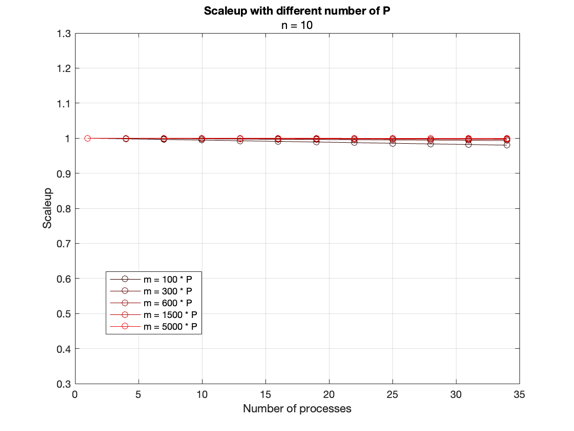 Scaleup with different number of P
n = 10
1.3
1.2
1.1
1
0.9
0.8
0.7
0.6
0.5
0.4
0.3
Scaleup
m = 100 * P
m = 300 * P
m = 600 * P
m = 1500 * P
m = 5000 * P
0 5 10 15 20 25 30 35
Number of processes